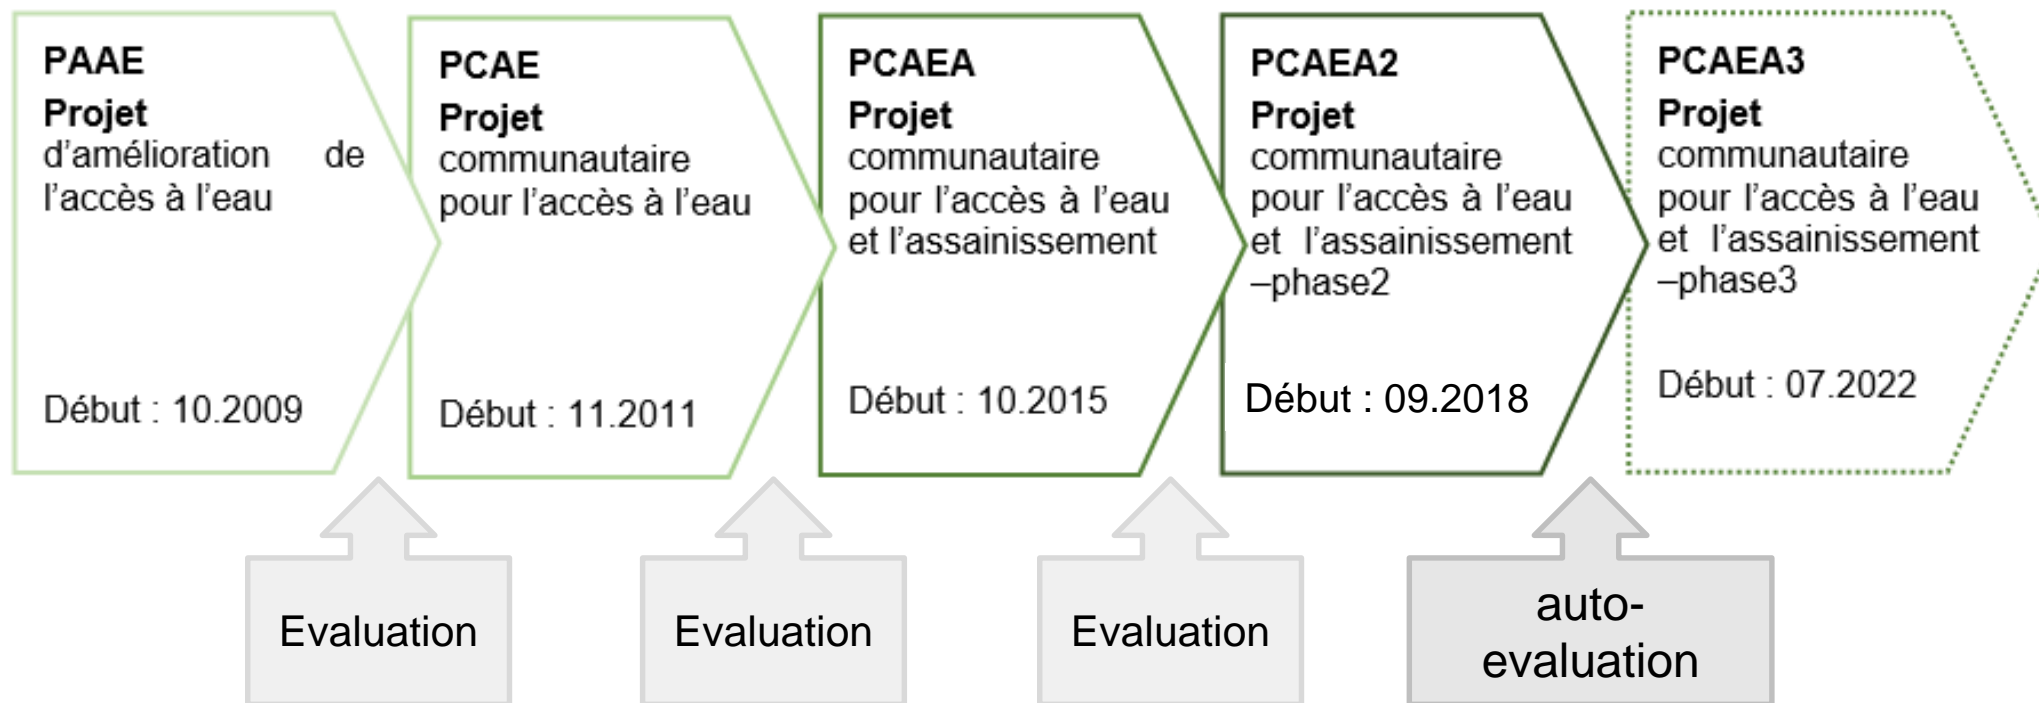 PAAE
Projet
d’amélioration de
l’accès à l’eau
Début : 10.2009
PCAE
Projet
communautaire
pour l’accès à l’eau
Début : 11.2011
PCAEA
Projet
communautaire
pour l’accès à l’eau
et l’assainissement
Début : 10.2015
PCAEA2
Projet
communautaire
pour l’accès à l’eau
et l’assainissement
–phase2
Début : 09.2018
PCAEA3
Projet
communautaire
pour l’accès à l’eau
et l’assainissement
–phase3
Début : 07.2022
Evaluation
Evaluation
Evaluation
auto-
evaluation